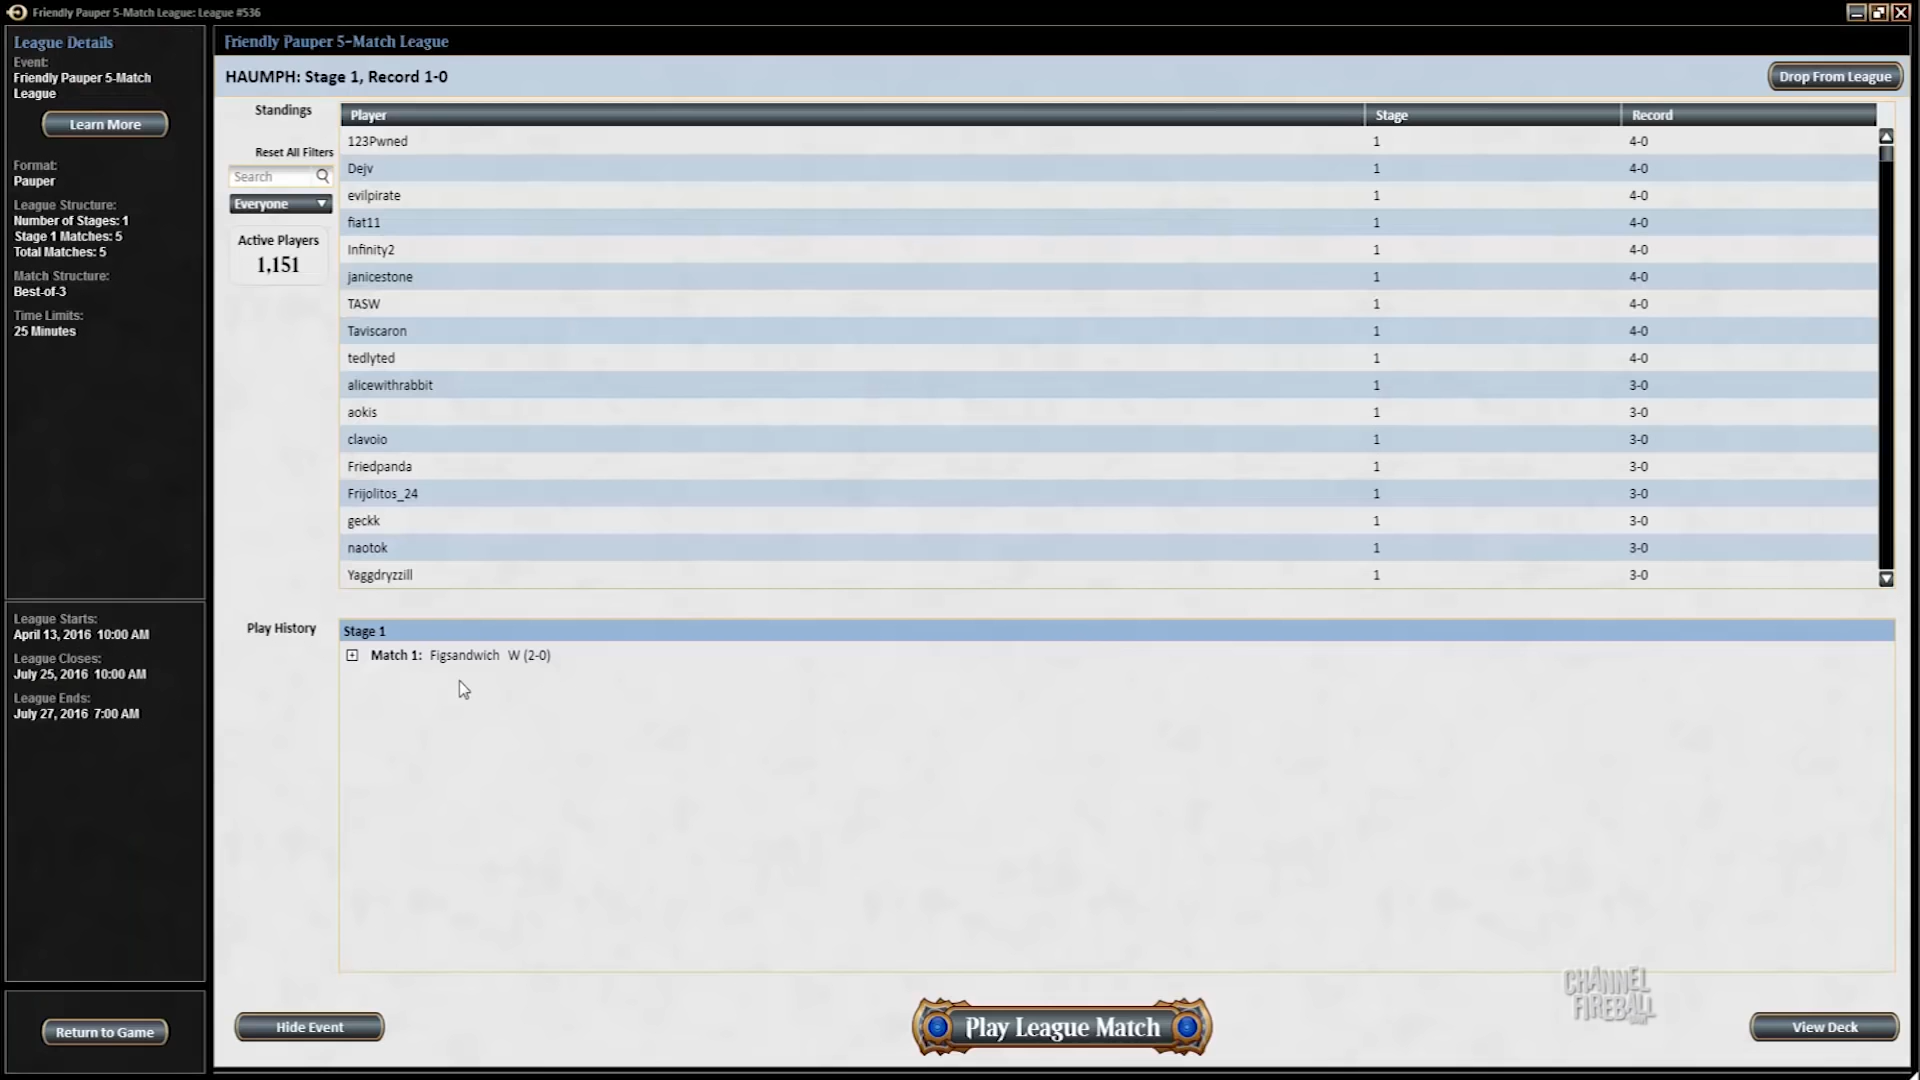 Friendly Pauper 5-Match League: League #536
League Details
Event:
Friendly Pauper 5-Match
League
Learn More
Format:
Pauper
League Structure:
Number of Stages: 1
Stage 1 Matches: 5
Total Matches: 5
Match Structure:
Best-of-3
Time Limits:
25 Minutes
League Starts:
April 13, 2016 10:00 AM
League Closes:
July 25, 2016 10:00 AM
League Ends:
July 27, 2016 7:00 AM
Return to Game
Friendly Pauper 5-Match League
HAUMPH: Stage 1, Record 1-0
Drop From League
Standings
Reset All Filters
Search
Everyone
Active Players
1,151
Player Stage Record
123Pwned 1 4-0
Dejv 1 4-0
evilpirate 1 4-0
fiat11 1 4-0
Infinity2 1 4-0
janicestone 1 4-0
TASW 1 4-0
Taviscaron 1 4-0
tedlyted 1 4-0
alicewithrabbit 1 3-0
aokis 1 3-0
clavoio 1 3-0
Friedpanda 1 3-0
Frijolitos_24 1 3-0
geckk 1 3-0
naotok 1 3-0
Yaggdryzzill 1 3-0
Play History
Stage 1
Match 1: Figsandwich W (2-0)
CHANNEL
FIREBALL
Hide Event
Play League Match
View Deck